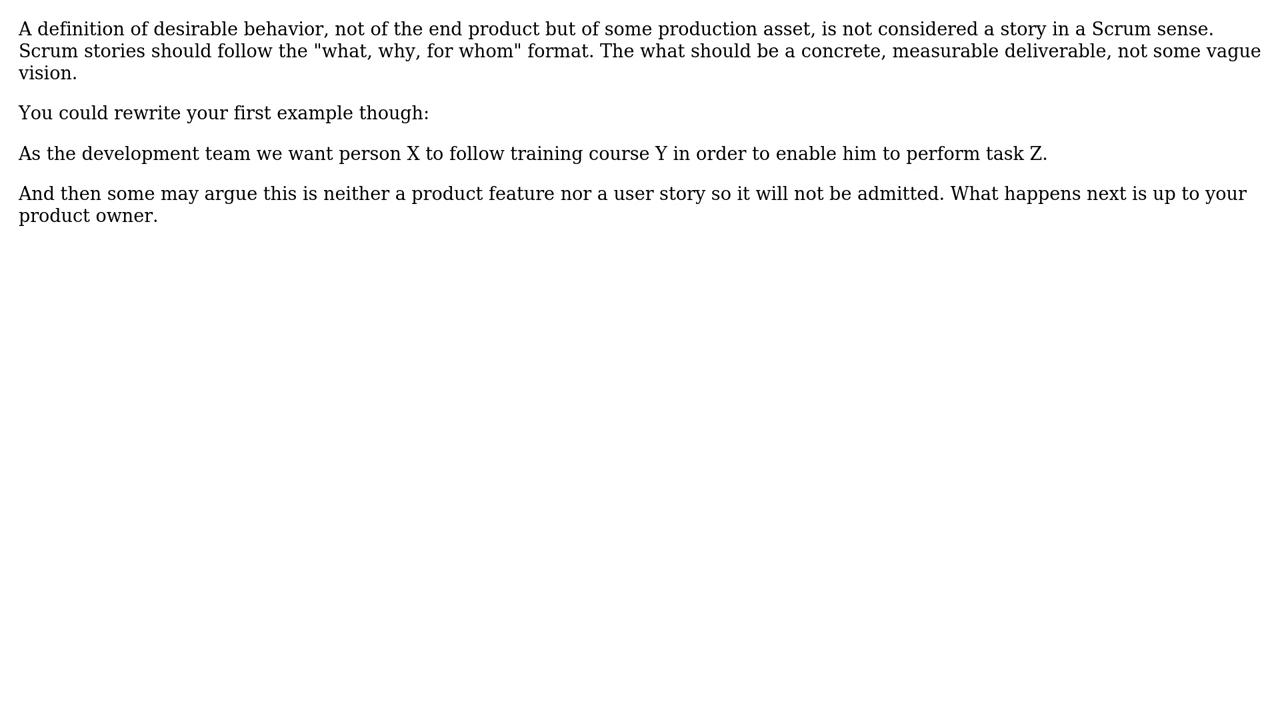 A definition of desirable behavior, not of the end product but of some production asset, is not considered a story in a Scrum sense.
Scrum stories should follow the "what, why, for whom" format. The what should be a concrete, measurable deliverable, not some vague
vision.
You could rewrite your first example though:
As the development team we want person X to follow training course Y in order to enable him to perform task Z.
And then some may argue this is neither a product feature nor a user story so it will not be admitted. What happens next is up to your
product owner.